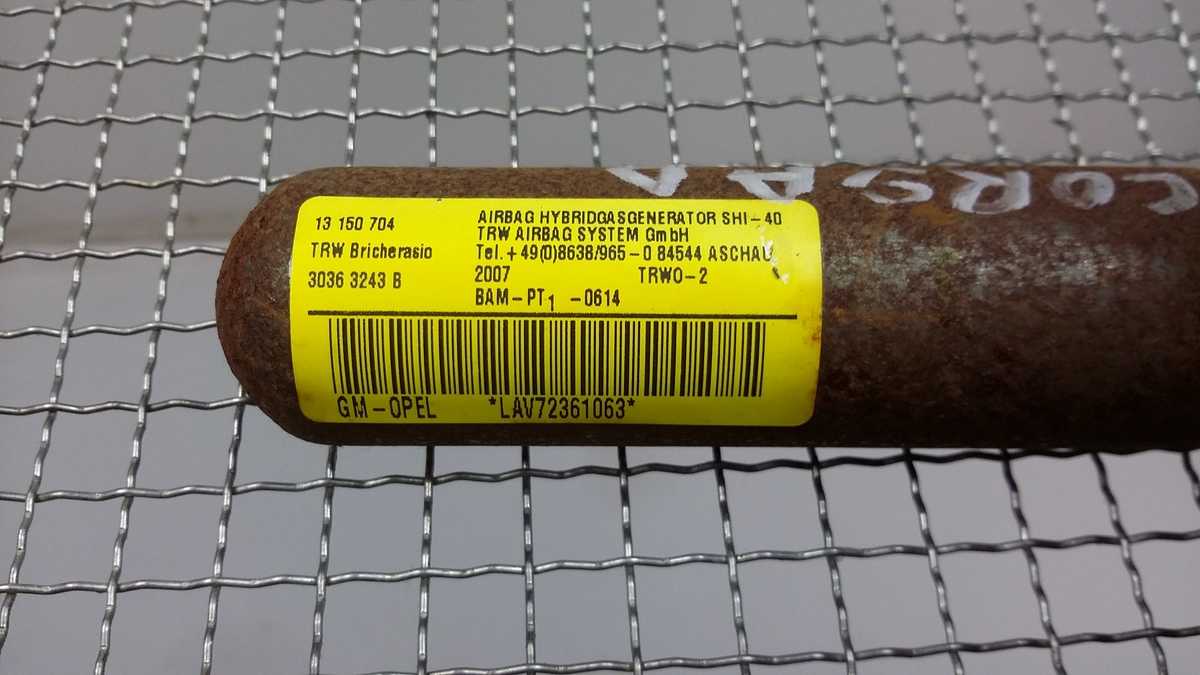 13 150 704
TRW Bricherasio
3036 3243 B
AIRBAG HYBRIDGASGENERATOR SHI-40
TRW AIRBAG SYSTEM GmbH
Tel.+49(0)8638/965-0 84544 ASCHAU
2007 TRWO-2
BAM-PT1 -0614
GM-OPEL *LAV72361063*
CORSA